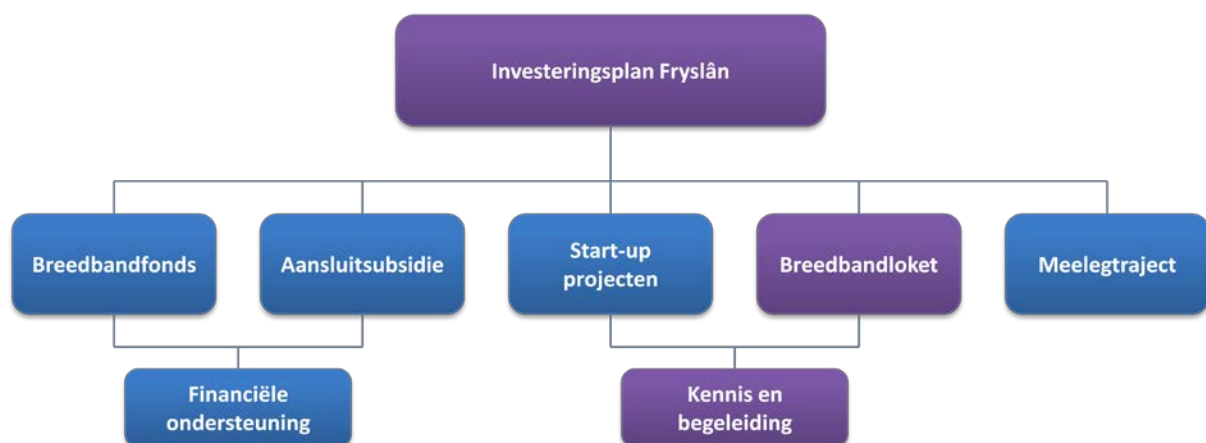 Investeringsplan Fryslân
Breedbandfonds
Aansluitsubsidie
Start-up
projecten
Breedbandloket
Meelegtraject
Financiële
ondersteuning
Kennis en
begeleiding